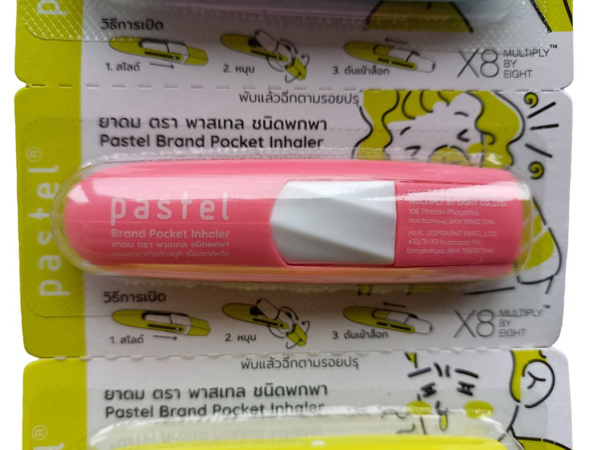 วิธีการเปิด
1. สไลด์
2. หมุน
3. ดันเข้าล็อก
X8 MULTIPLY BY EIGHT™
พับแล้วฉีกตามรอยปรุ
ยาดม ตรา พาสเทล ชนิดพกพา
Pastel Brand Pocket Inhaler
pastel®
pastel
Brand Pocket Inhaler
ยาดม ตรา พาสเทล ชนิดพกพา
MULTIPLY BY EIGHT CO.,LTD.
วิธีการเปิด
1. สไลด์
2. หมุน
3. ดันเข้าล็อก
X8 MULTIPLY BY EIGHT™
พับแล้วฉีกตามรอยปรุ
ยาดม ตรา พาสเทล ชนิดพกพา
Pastel Brand Pocket Inhaler